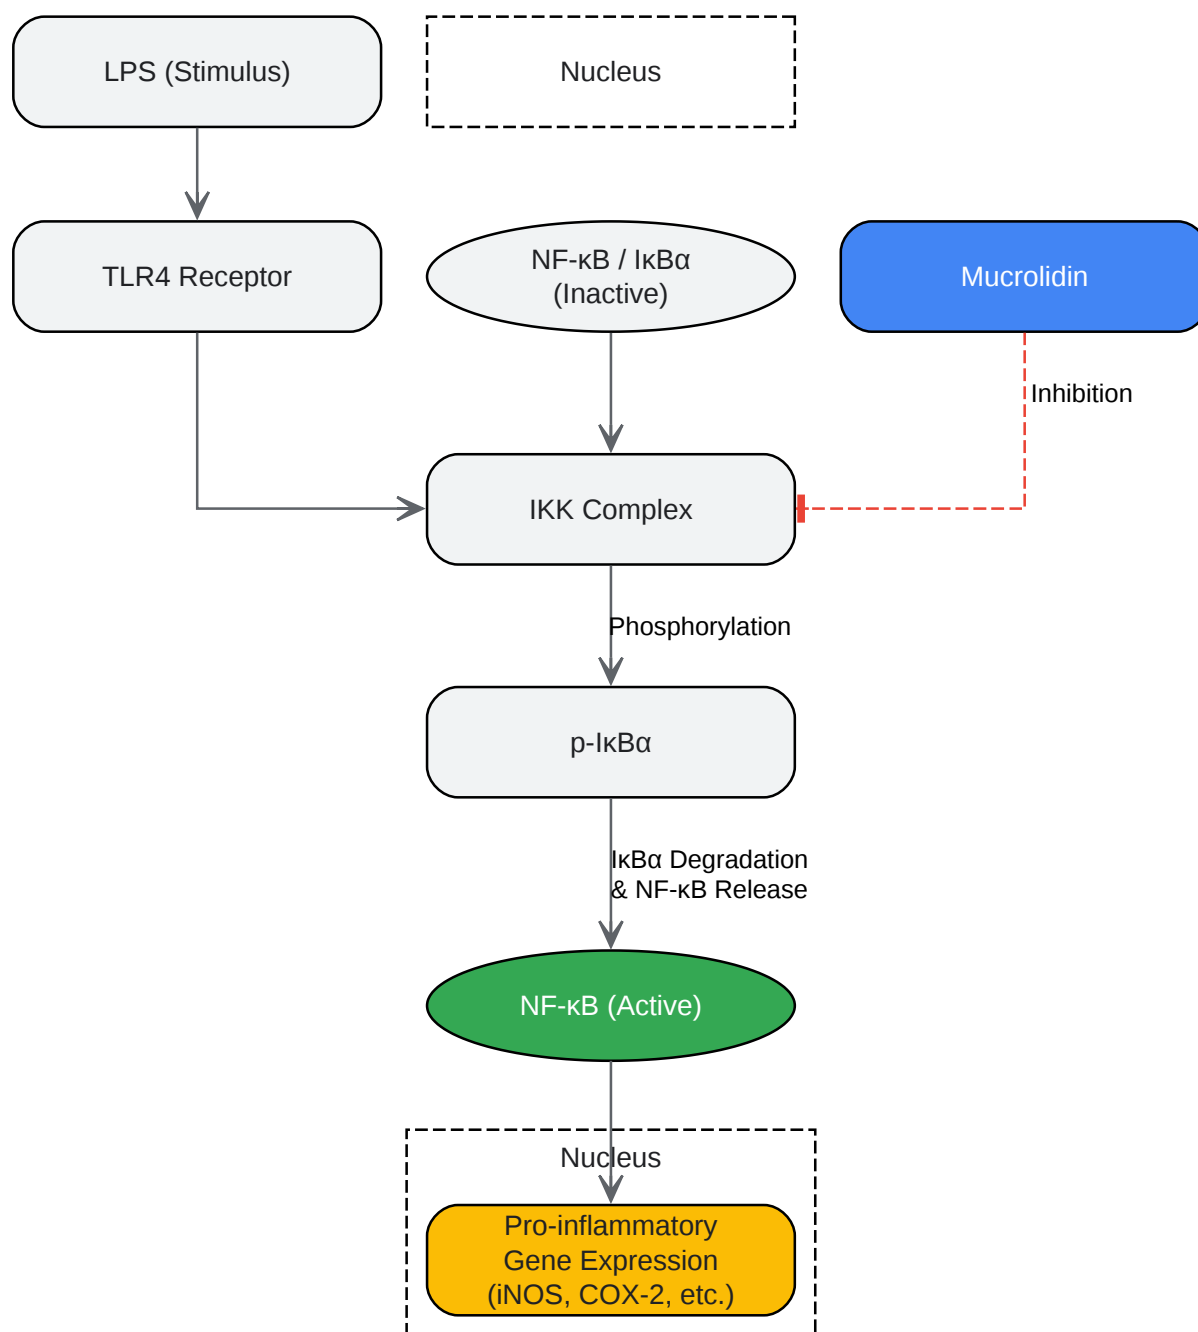 LPS (Stimulus)
Nucleus
TLR4 Receptor
NF-κB / IκBα
(Inactive)
Mucrolidin
Inhibition
IKK Complex
Phosphorylation
p-IκBα
IκBα Degradation
& NF-κB Release
NF-κB (Active)
Nucleus
Pro-inflammatory
Gene Expression
(iNOS, COX-2, etc.)